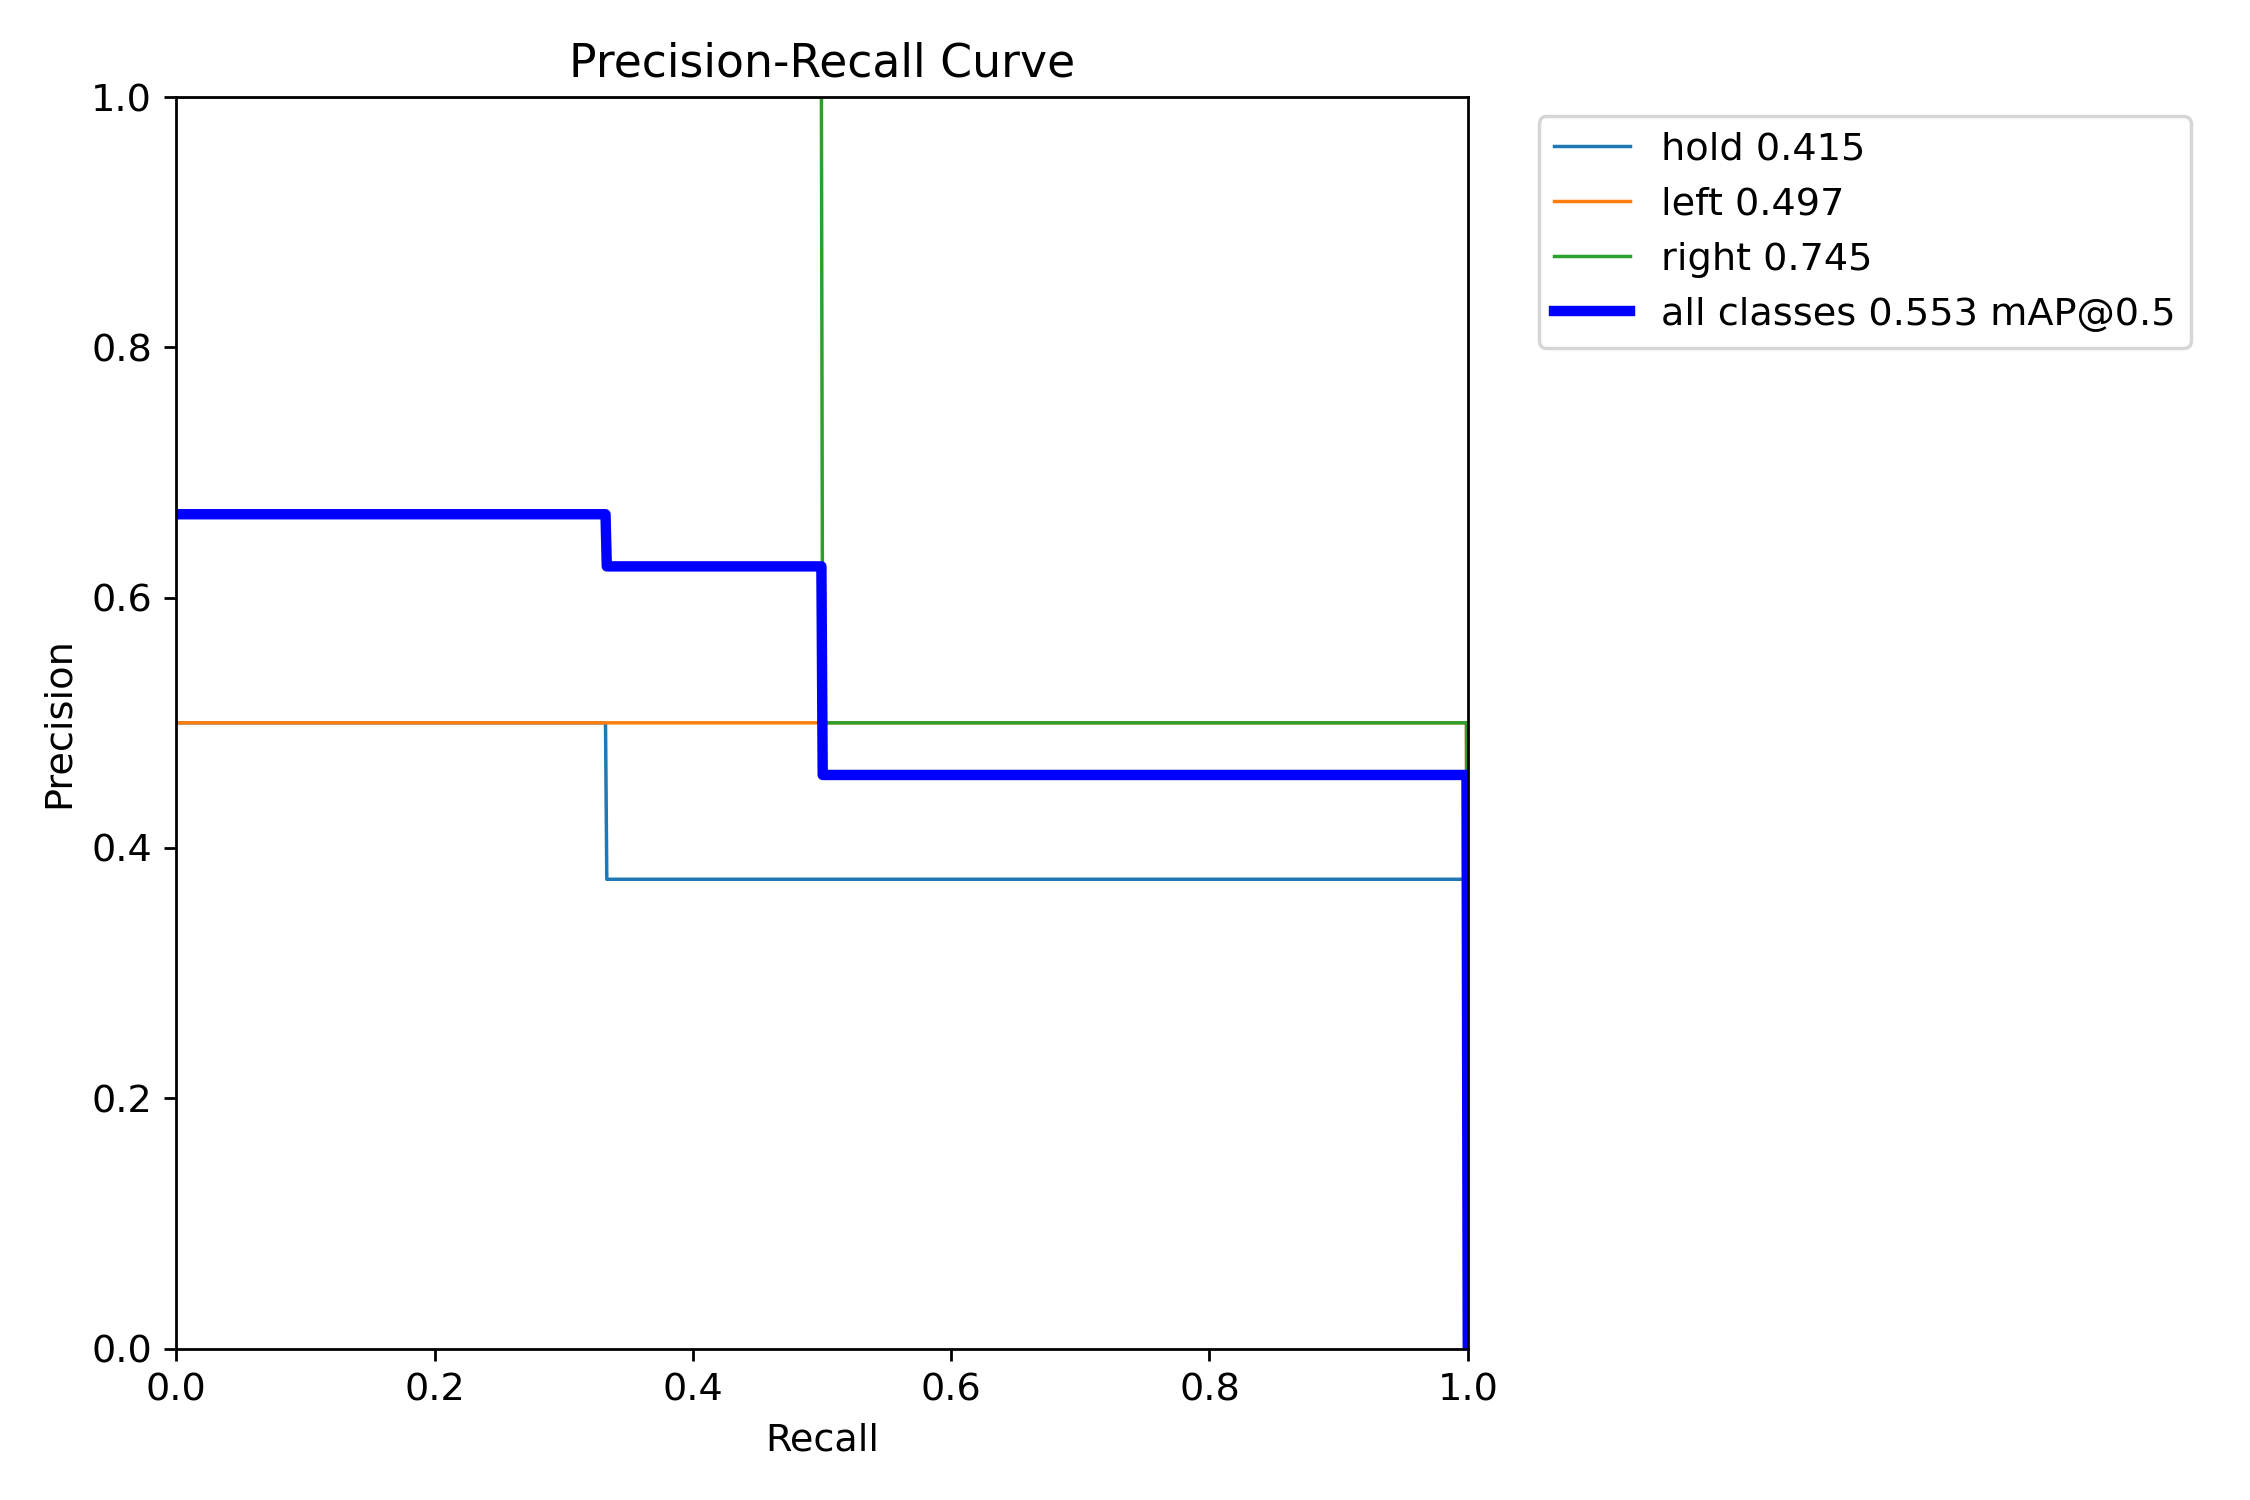 Precision-Recall Curve
1.0
0.8
0.6
0.4
0.2
0.0
Precision
0.0 0.2 0.4 0.6 0.8 1.0
Recall
hold 0.415
left 0.497
right 0.745
all classes 0.553 mAP@0.5